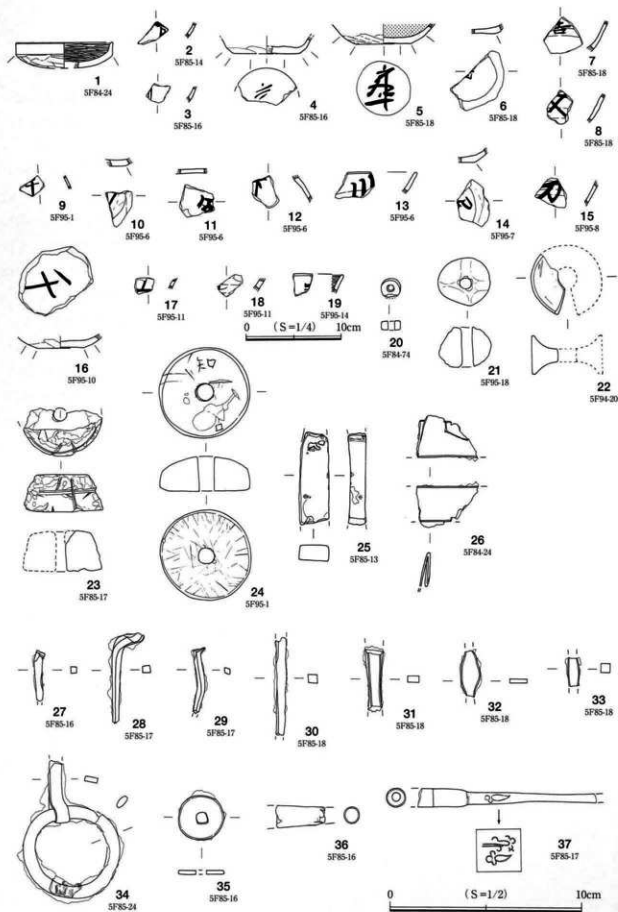 1
5F84-24
2
5F85-14
3
5F85-16
4
5F85-16
5
5F85-18
6
5F85-18
7
5F85-18
8
5F85-18
9
5F95-1
10
5F95-6
11
5F95-6
12
5F95-6
13
5F95-6
14
5F95-7
15
5F95-8
16
5F95-10
17
5F95-11
18
5F95-11
19
5F95-14
0 (S=1/4) 10cm
20
5F84-74
21
5F95-18
22
5F94-20
23
5F85-17
知
24
5F95-1
25
5F85-13
26
5F84-24
27
5F85-16
28
5F85-17
29
5F85-17
30
5F85-18
31
5F85-18
32
5F85-18
33
5F85-18
34
5F85-24
35
5F85-16
36
5F85-16
37
5F85-17
0 (S=1/2) 10cm